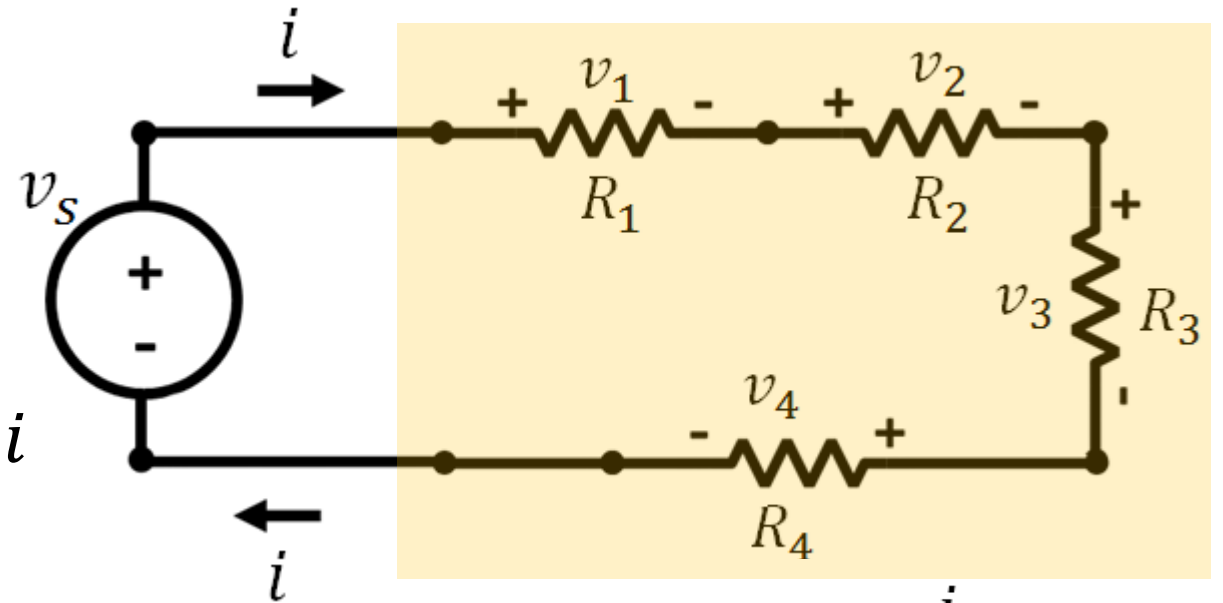 i
+ v₁ -
+ v₂ -
R₁
R₂
vₛ
+
-
+
v₃
R₃
-
i
v₄
- +
R₄
i
i